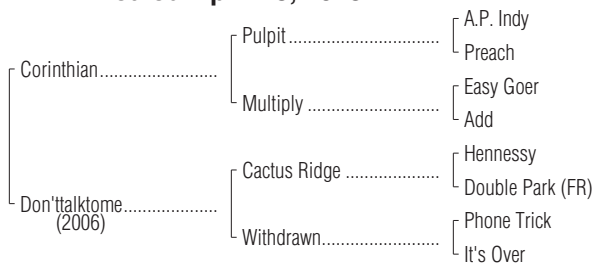 A.P. Indy
Pulpit
Preach
Corinthian
Easy Goer
Multiply
Add
Hennessy
Cactus Ridge
Double Park (FR)
Don'ttalktome
(2006)
Phone Trick
Withdrawn
It's Over